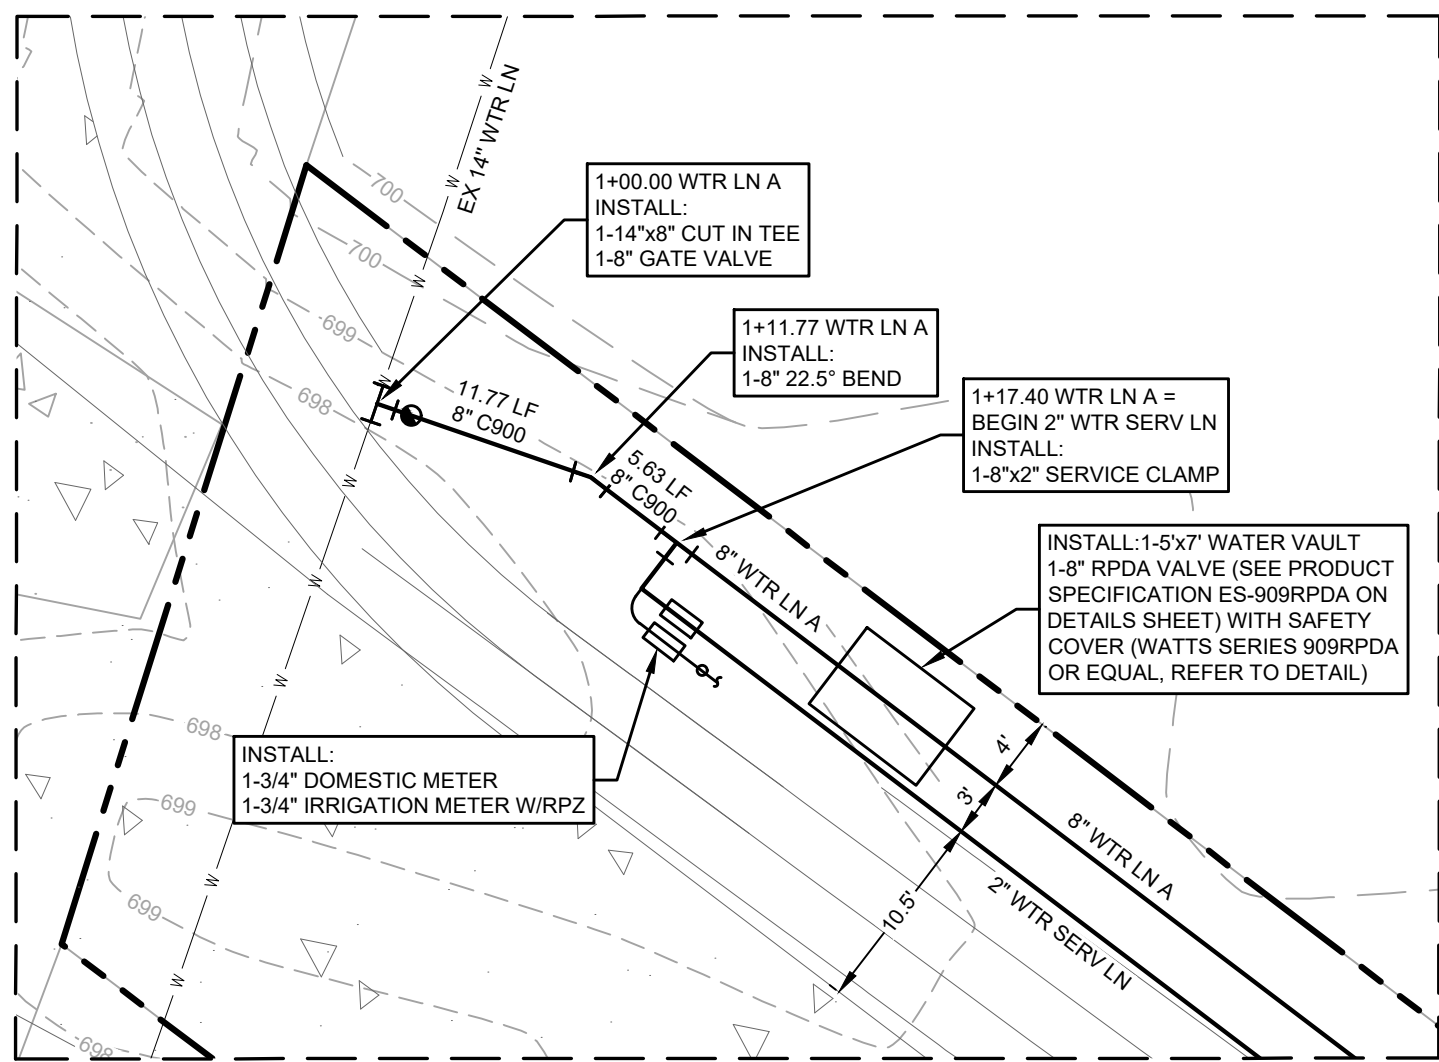 EX 14" WTR LN
W
W
W
W
W
W
W
W
W
W
W
700
700
699
698
1+00.00 WTR LN A
INSTALL:
1-14"x8" CUT IN TEE
1-8" GATE VALVE
1+11.77 WTR LN A
INSTALL:
1-8" 22.5° BEND
11.77 LF
8" C900
1+17.40 WTR LN A =
BEGIN 2" WTR SERV LN
INSTALL:
1-8"x2" SERVICE CLAMP
5.63 LF
8" C900
8" WTR LN A
INSTALL:1-5'x7' WATER VAULT
1-8" RPDA VALVE (SEE PRODUCT
SPECIFICATION ES-909RPDA ON
DETAILS SHEET) WITH SAFETY
COVER (WATTS SERIES 909RPDA
OR EQUAL, REFER TO DETAIL)
698
INSTALL:
1-3/4" DOMESTIC METER
1-3/4" IRRIGATION METER W/RPZ
4'
3'
699
8" WTR LN A
10.5'
2" WTR SERV LN
699
698